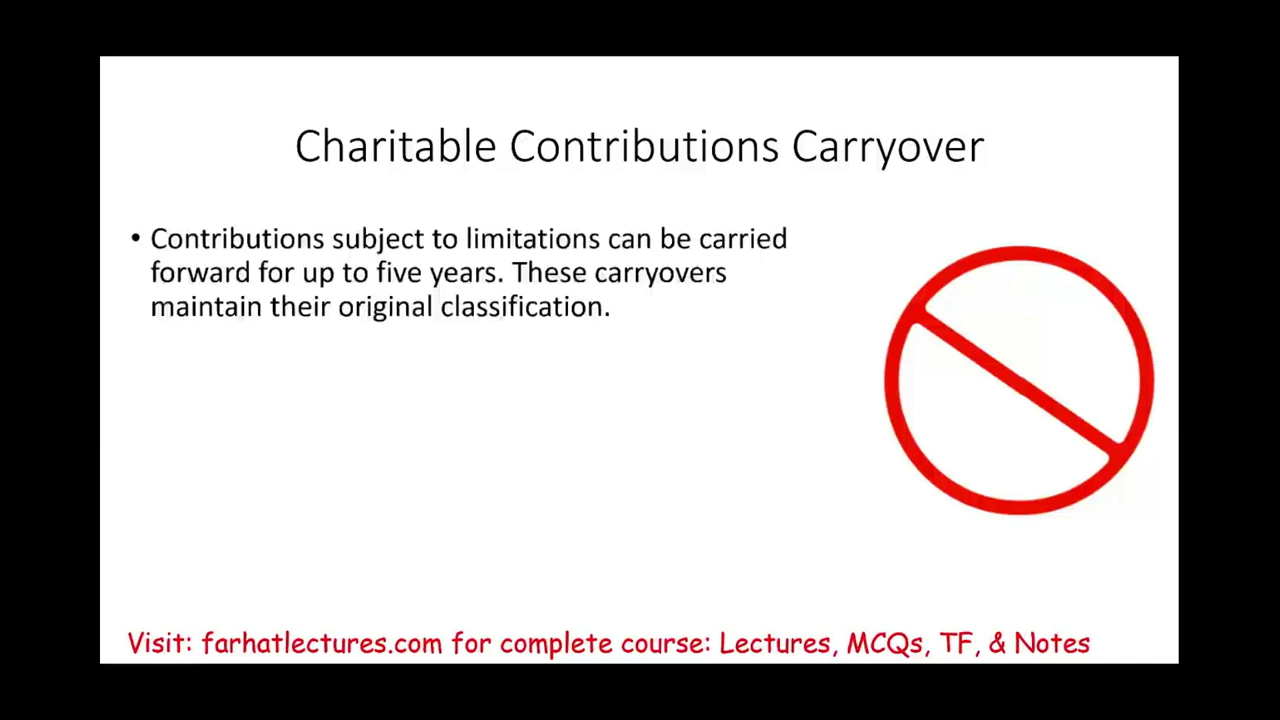 Charitable Contributions Carryover
• Contributions subject to limitations can be carried
forward for up to five years. These carryovers
maintain their original classification.
Visit: farhatlectures.com for complete course: Lectures, MCQs, TF, & Notes